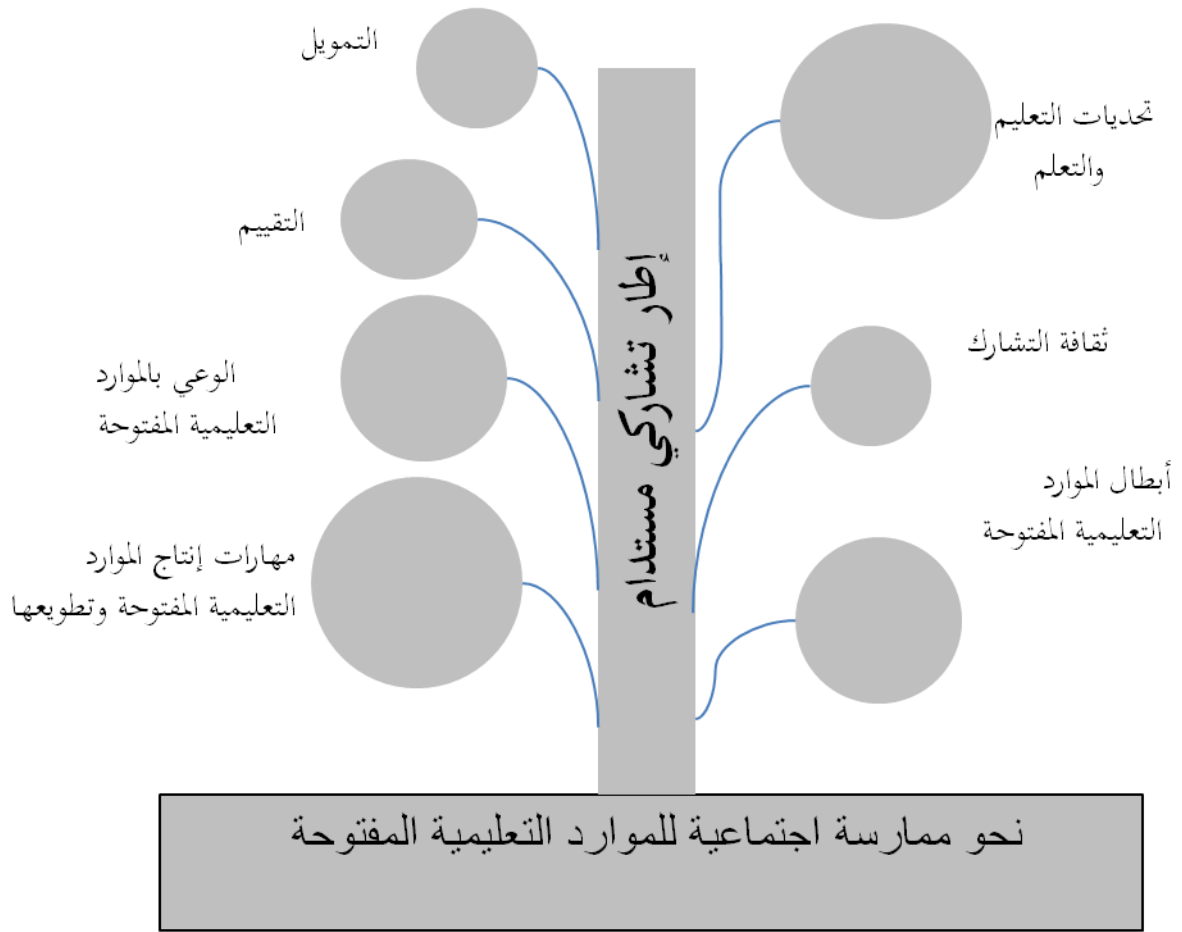 التمويل
تحديات التعليم
والتعلم
التقييم
إطار تشاركي مستدام
ثقافة التشارك
الوعي بالموارد
التعليمية المفتوحة
أبطال الموارد
التعليمية المفتوحة
مهارات إنتاج الموارد
التعليمية المفتوحة وتطويعها
نحو ممارسة اجتماعية للموارد التعليمية المفتوحة